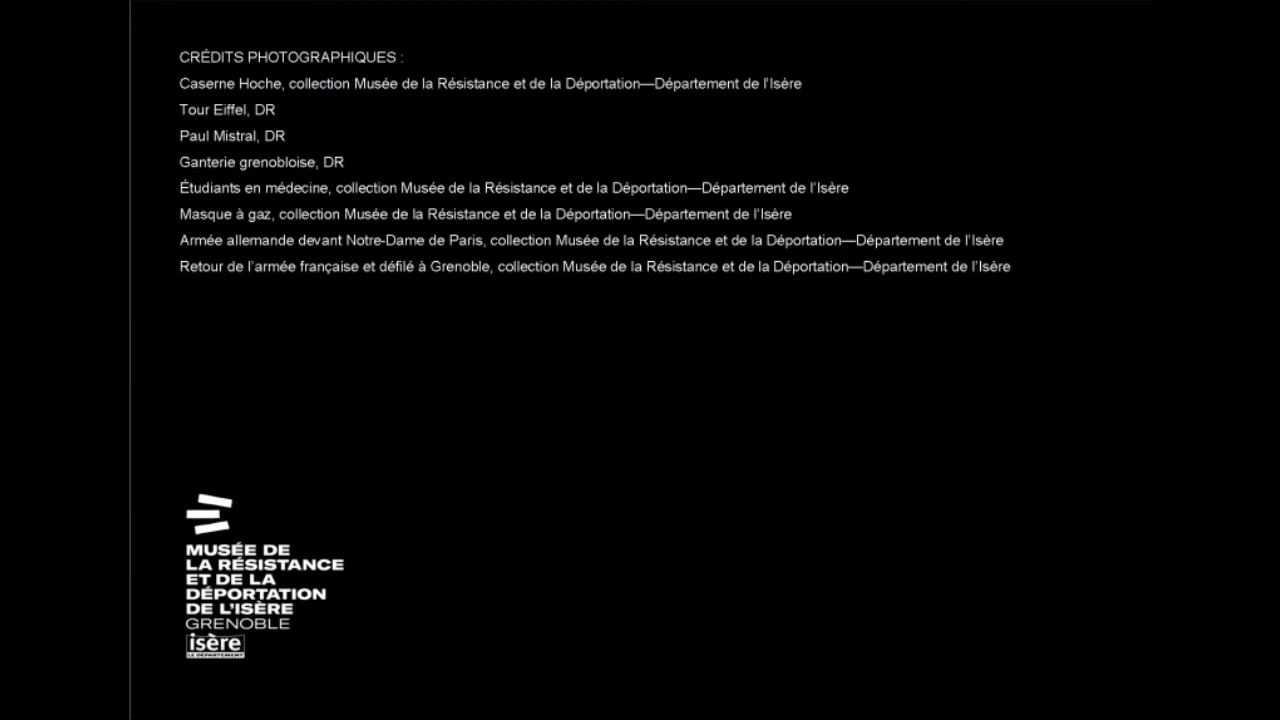 CRÉDITS PHOTOGRAPHIQUES :
Caserne Hoche, collection Musée de la Résistance et de la Déportation—Département de l'Isère
Tour Eiffel, DR
Paul Mistral, DR
Ganterie grenobloise, DR
Étudiants en médecine, collection Musée de la Résistance et de la Déportation—Département de l'Isère
Masque à gaz, collection Musée de la Résistance et de la Déportation—Département de l'Isère
Armée allemande devant Notre-Dame de Paris, collection Musée de la Résistance et de la Déportation—Département de l'Isère
Retour de l'armée française et défilé à Grenoble, collection Musée de la Résistance et de la Déportation—Département de l'Isère
MUSÉE DE
LA RÉSISTANCE
ET DE LA
DÉPORTATION
DE L'ISÈRE
GRENOBLE
isère
LE DÉPARTEMENT